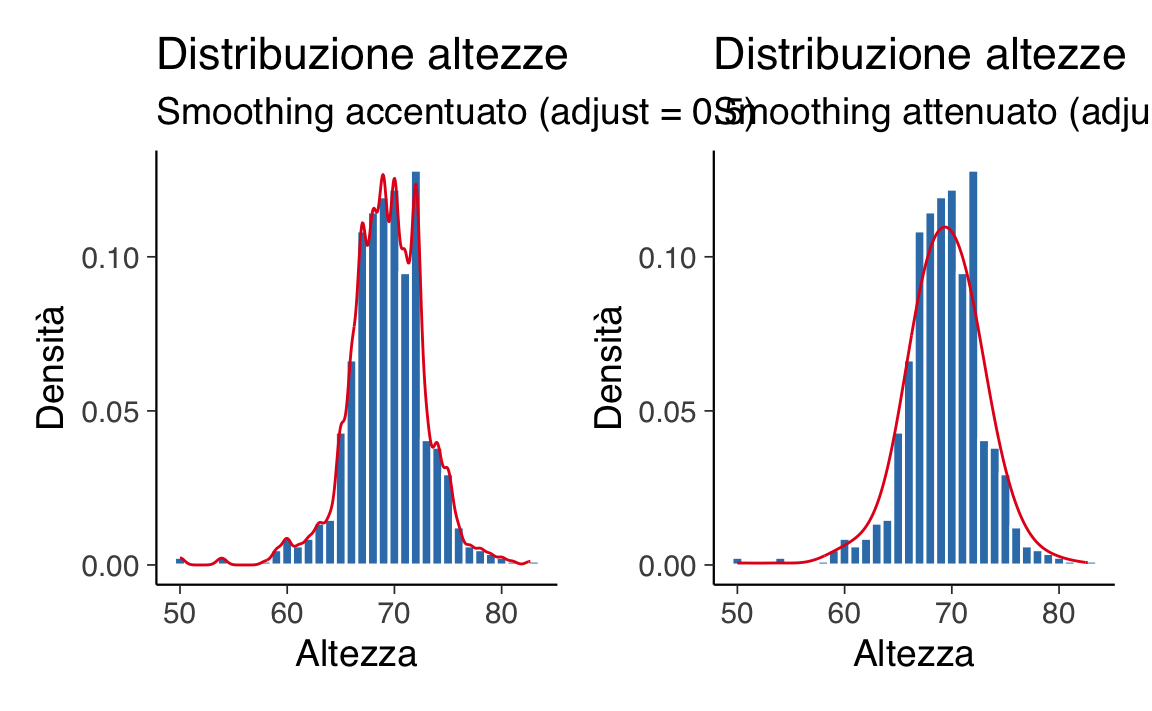 Distribuzione altezze
Smoothing accentuato (adjust = 0.5)
Densità
0.10
0.05
0.00
50 60 70 80
Altezza
Distribuzione altezze
Smoothing attenuato (adju
Densità
0.10
0.05
0.00
50 60 70 80
Altezza